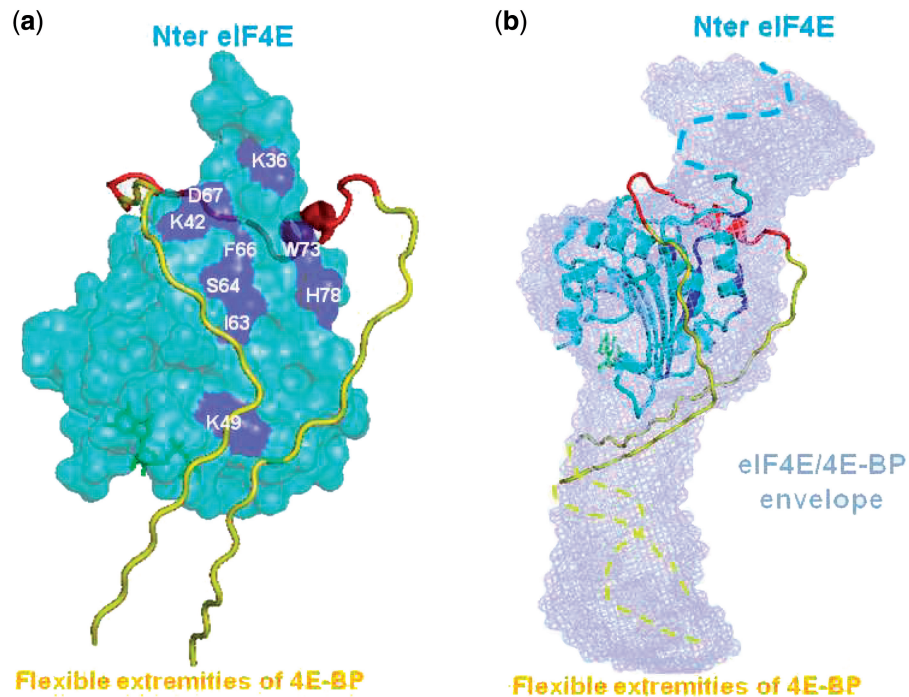 (a)
Nter eIF4E
K36
D67
K42
F66
W73
S64
H78
I63
K49
Flexible extremities of 4E-BP
(b)
Nter eIF4E
eIF4E/4E-BP
envelope
Flexible extremities of 4E-BP